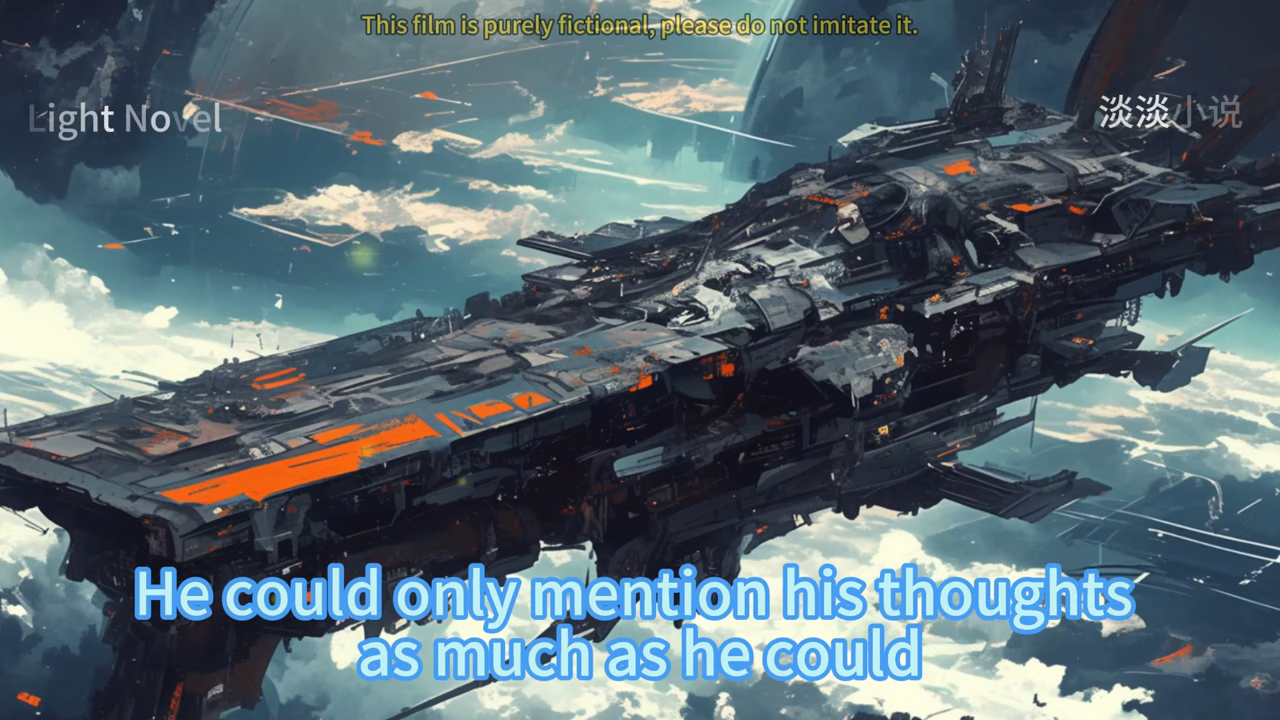 This film is purely fictional, please do not imitate it.
Light Novel
淡淡小说
He could only mention his thoughts
as much as he could